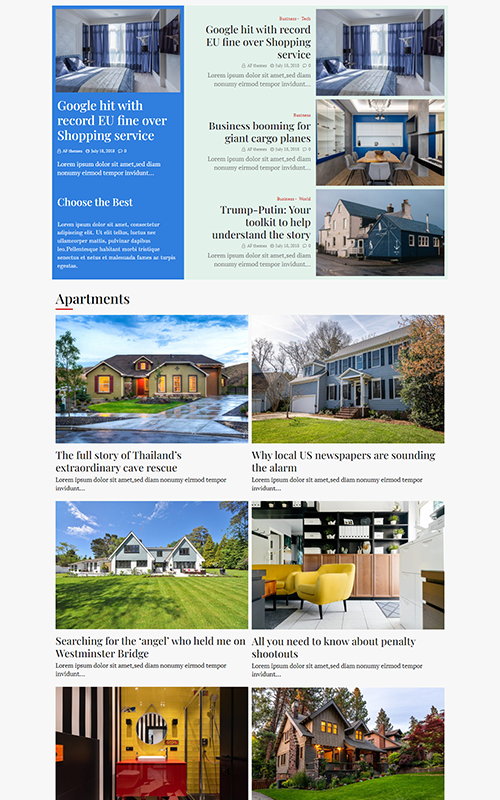 Google hit with
record EU fine over
Shopping service
AF themes July 18, 2018 0
Lorem ipsum dolor sit amet,sed diam
nonumy eirmod tempor invidunt...
Choose the Best
Lorem ipsum dolor sit amet, consectetur
adipiscing elit. Ut elit tellus, luctus nec
ullamcorper mattis, pulvinar dapibus
leo.Pellentesque habitant morbi tristique
senectus et netus et malesuada fames ac turpis
egestas.
Business · Tech
Google hit with record
EU fine over Shopping
service
AF themes July 18, 2018 0
Lorem ipsum dolor sit amet,sed diam
nonumy eirmod tempor invidunt...
Business
Business booming for
giant cargo planes
AF themes July 18, 2018 0
Lorem ipsum dolor sit amet,sed diam
nonumy eirmod tempor invidunt...
Business · World
Trump-Putin: Your
toolkit to help
understand the story
AF themes July 18, 2018 0
Lorem ipsum dolor sit amet,sed diam
nonumy eirmod tempor invidunt...
Apartments
The full story of Thailand’s
extraordinary cave rescue
Lorem ipsum dolor sit amet,sed diam nonumy eirmod tempor
invidunt...
Why local US newspapers are sounding
the alarm
Lorem ipsum dolor sit amet,sed diam nonumy eirmod tempor
invidunt...
Searching for the ‘angel’ who held me on
Westminster Bridge
Lorem ipsum dolor sit amet,sed diam nonumy eirmod tempor
invidunt...
All you need to know about penalty
shootouts
Lorem ipsum dolor sit amet,sed diam nonumy eirmod tempor
invidunt...